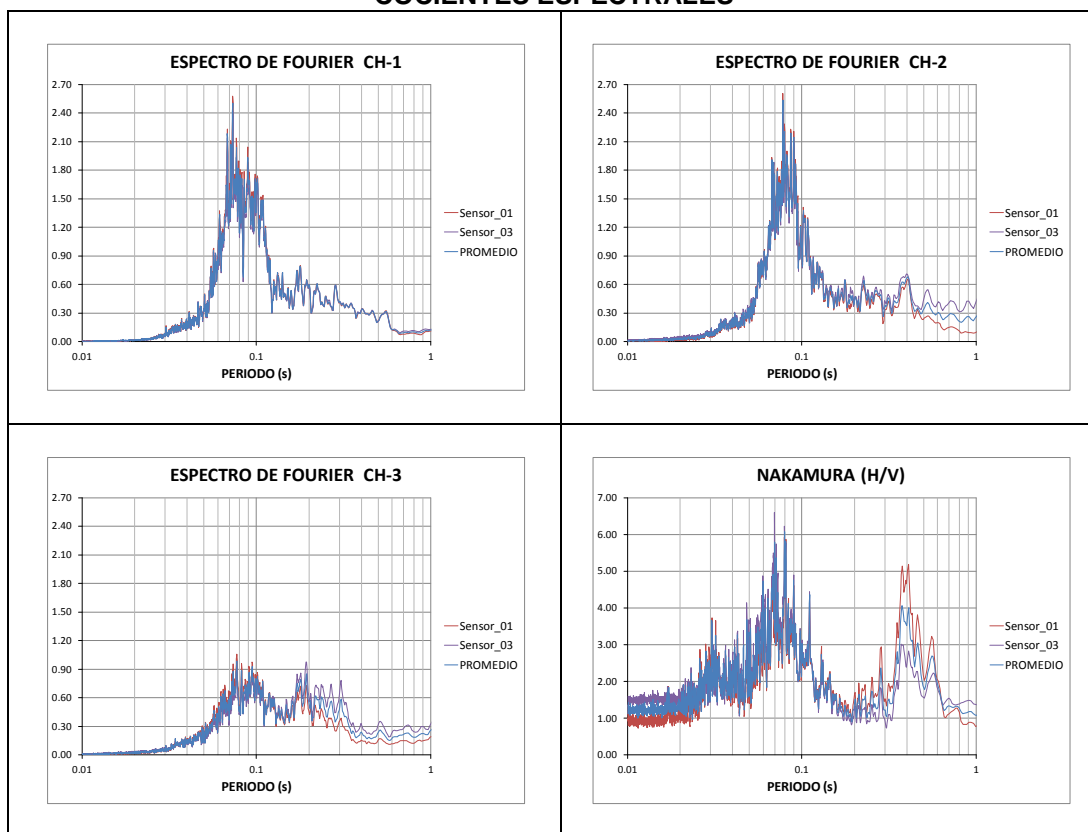 COCIENTES ESPECTRALES
ESPECTRO DE FOURIER CH-1
2.70
2.40
2.10
1.80
1.50
1.20
0.90
0.60
0.30
0.00
0.01
0.1
1
PERIODO (s)
Sensor_01
Sensor_03
PROMEDIO
ESPECTRO DE FOURIER CH-2
2.70
2.40
2.10
1.80
1.50
1.20
0.90
0.60
0.30
0.00
0.01
0.1
1
PERIODO (s)
Sensor_01
Sensor_03
PROMEDIO
ESPECTRO DE FOURIER CH-3
2.70
2.40
2.10
1.80
1.50
1.20
0.90
0.60
0.30
0.00
0.01
0.1
1
PERIODO (s)
Sensor_01
Sensor_03
PROMEDIO
NAKAMURA (H/V)
7.00
6.00
5.00
4.00
3.00
2.00
1.00
0.00
0.01
0.1
1
PERIODO (s)
Sensor_01
Sensor_03
PROMEDIO